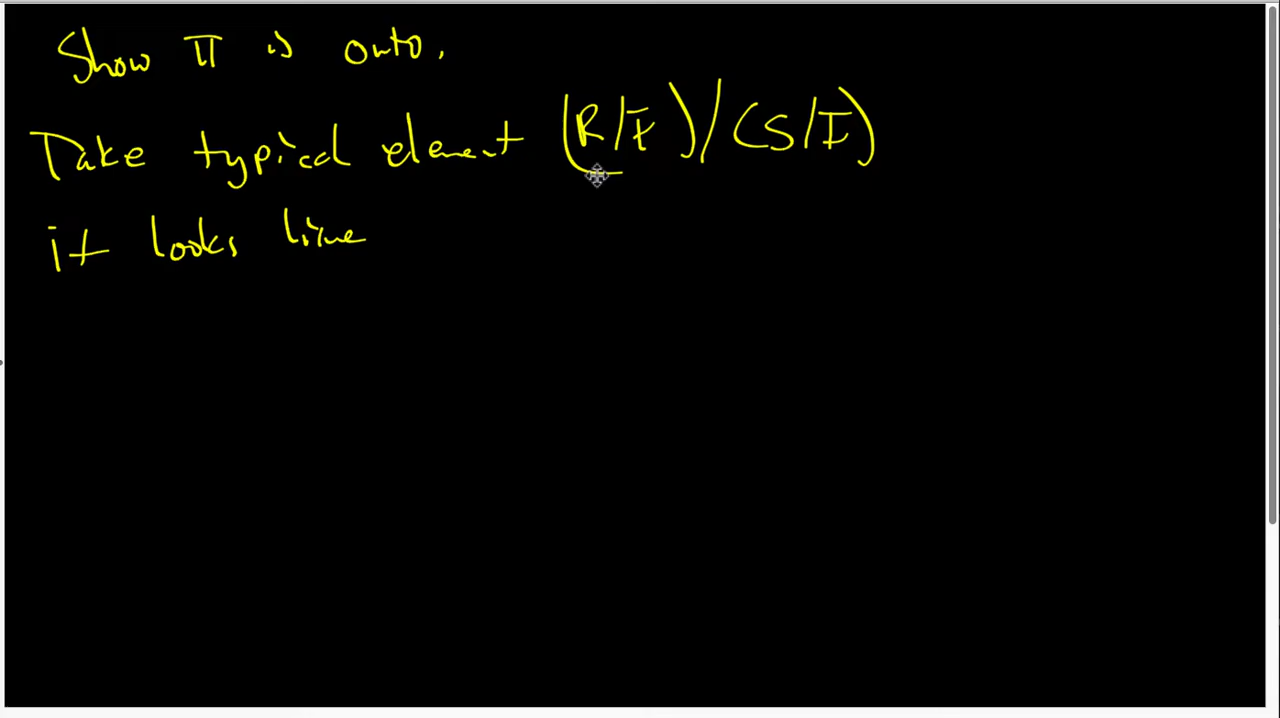 Show π is onto.
Take typical element (R/I)/(S/I)
it looks like